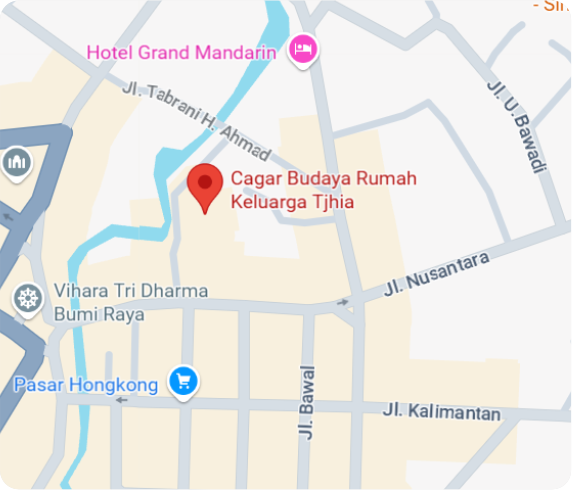 Hotel Grand Mandarin
Jl. Tabrani H. Ahmad
Jl. U. Bawadi
Cagar Budaya Rumah
Keluarga Tjhia
Jl. Nusantara
Vihara Tri Dharma
Bumi Raya
Pasar Hongkong
Jl. Bawal
Jl. Kalimantan